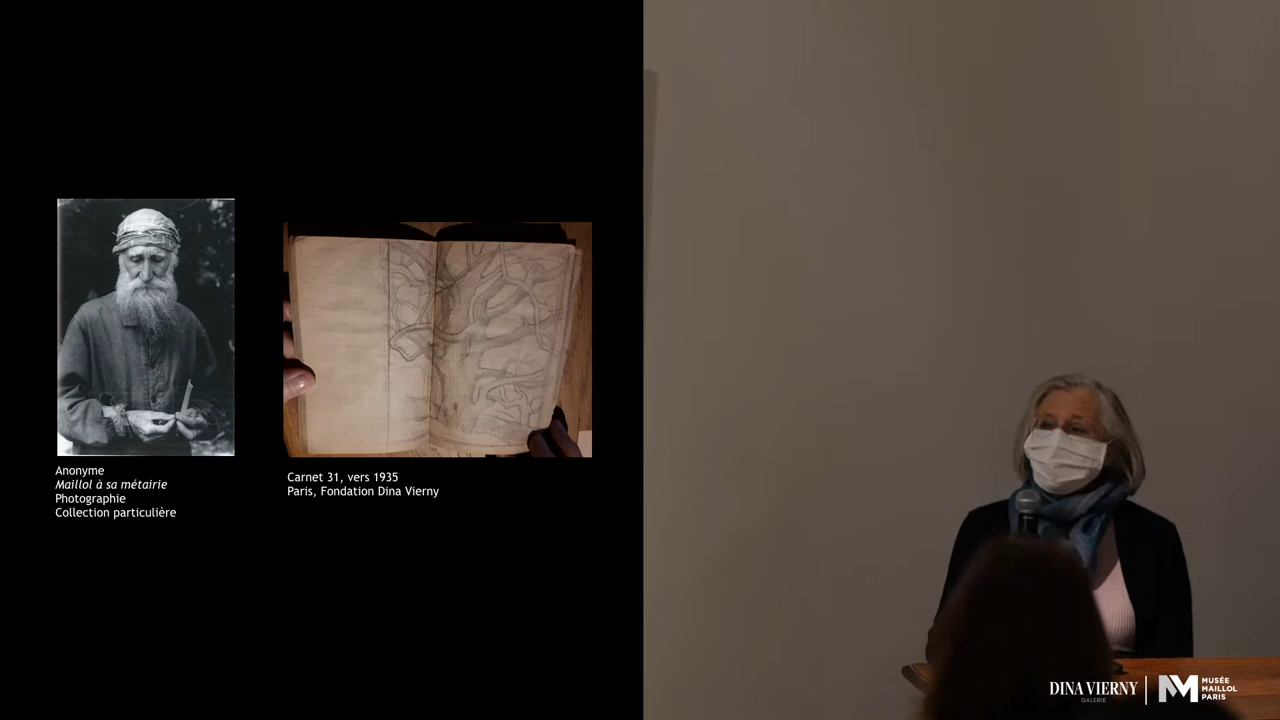 Anonyme
Maillol à sa métairie
Photographie
Collection particulière
Carnet 31, vers 1935
Paris, Fondation Dina Vierny
DINA VIERNY
GALERIE
MUSÉE
MAILLOL
PARIS